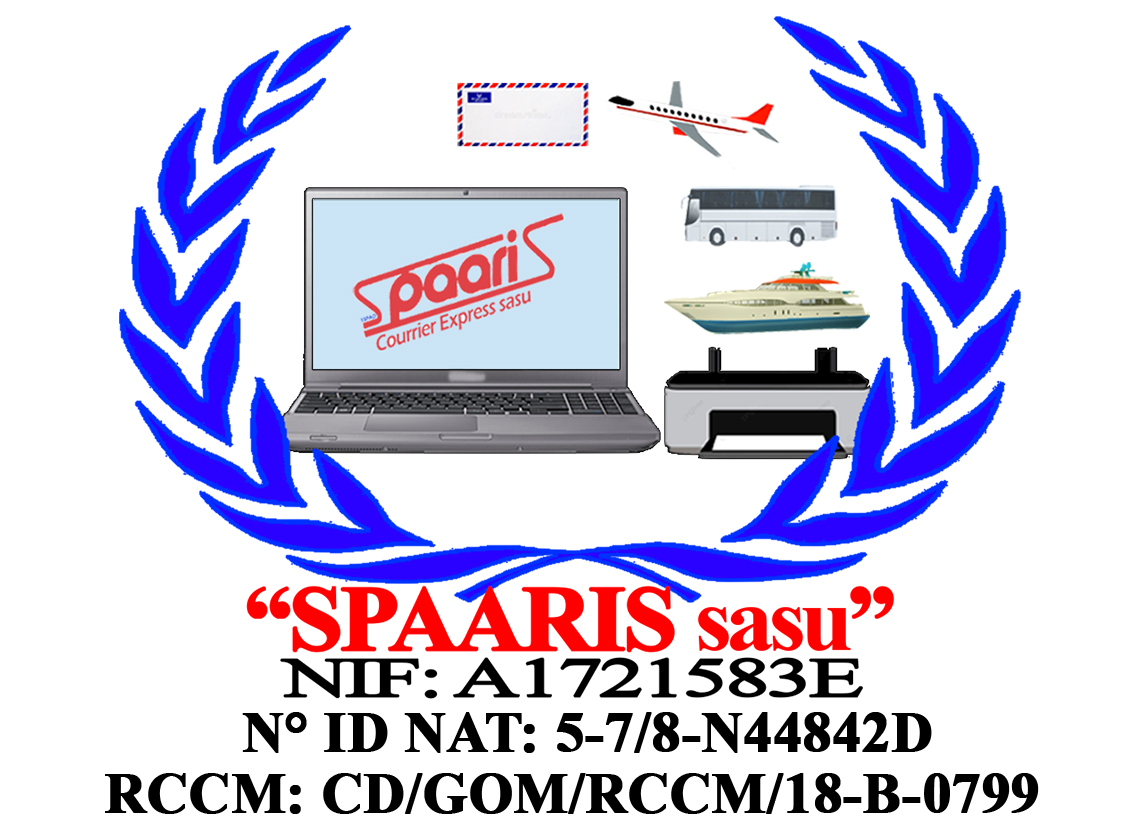 SpaariS
Courrier Express sasu
“SPAARIS sasu”
NIF: A1721583E
N° ID NAT: 5-7/8-N44842D
RCCM: CD/GOM/RCCM/18-B-0799